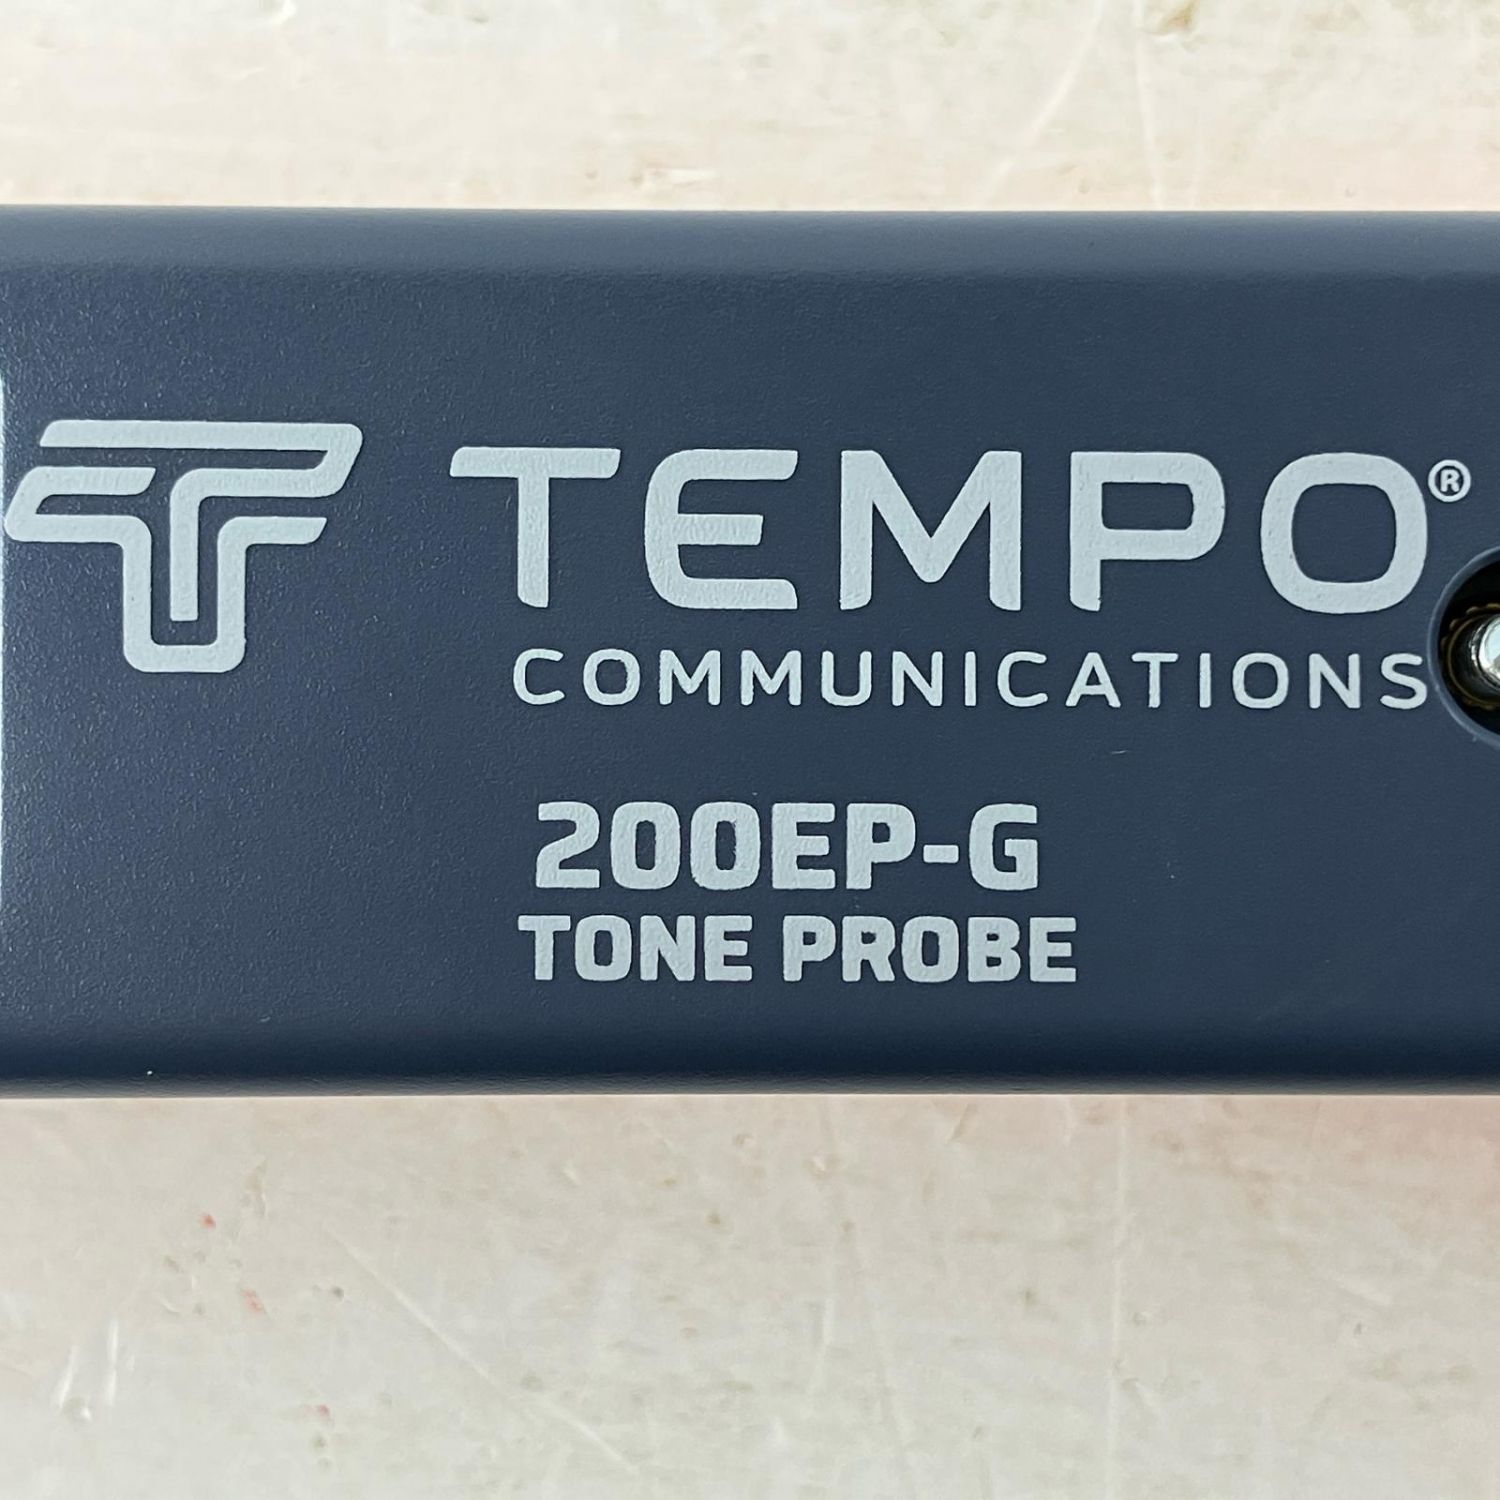 TEMPO®
COMMUNICATIONS
200EP-G
TONE PROBE